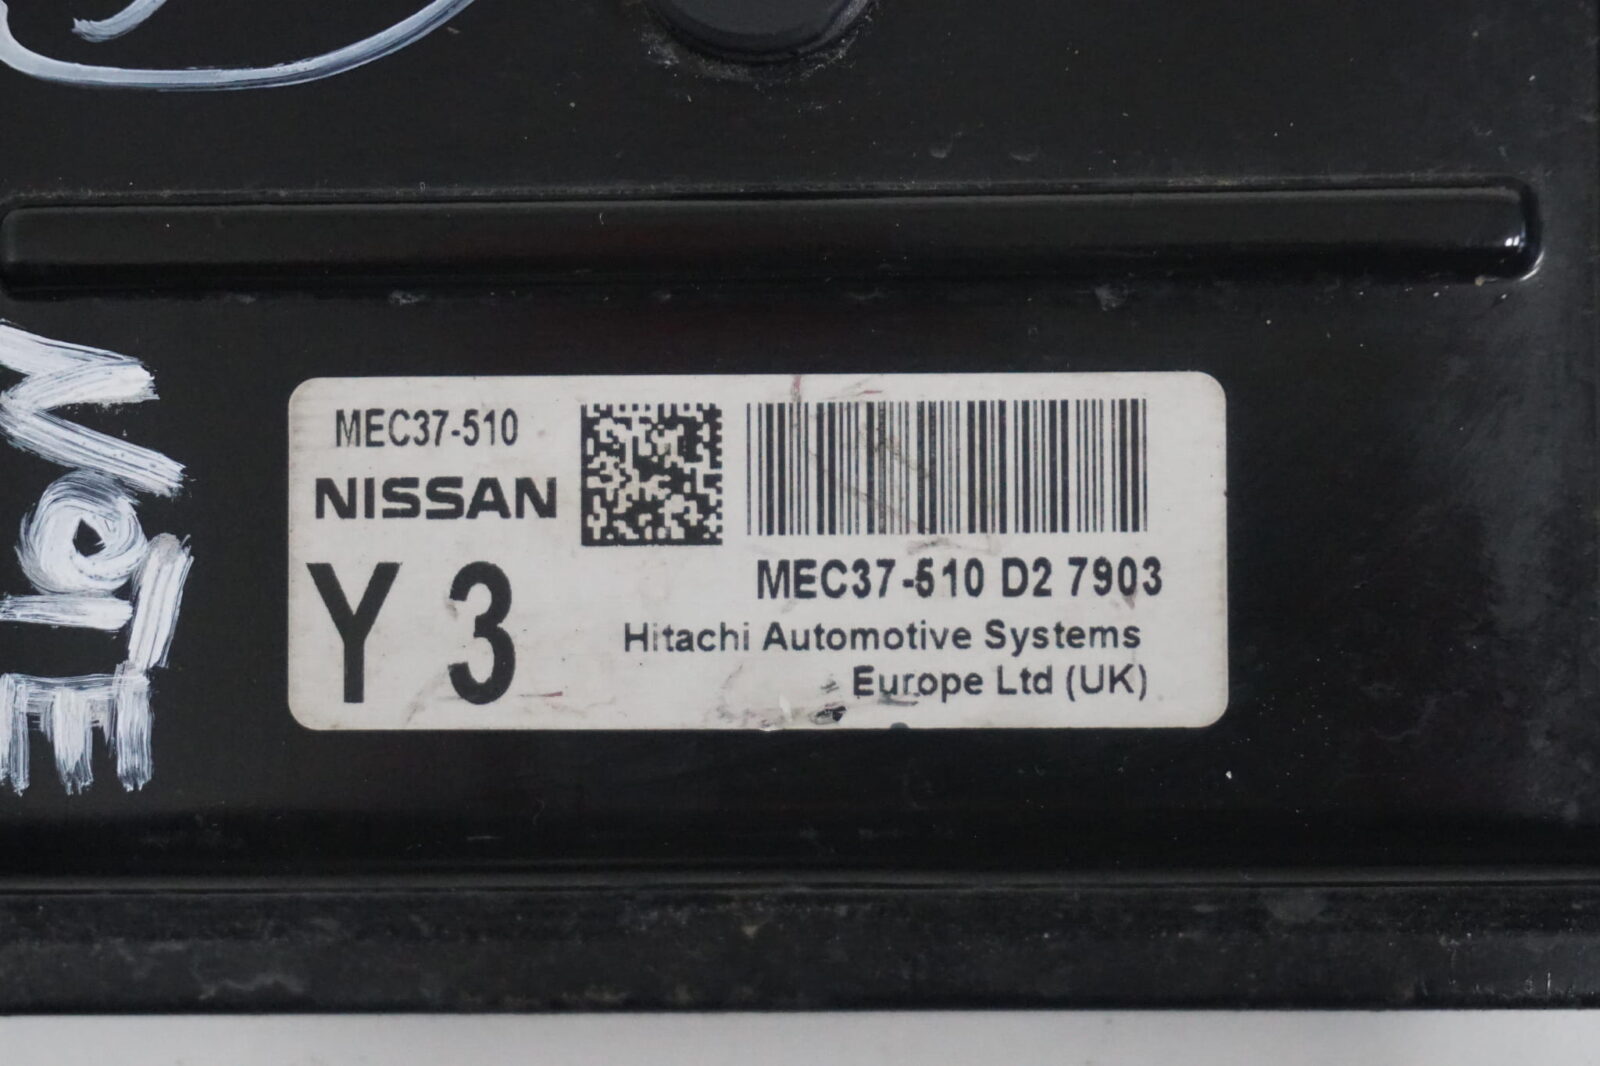 MEC37-510
NISSAN
Y 3
MEC37-510 D2 7903
Hitachi Automotive Systems
Europe Ltd (UK)